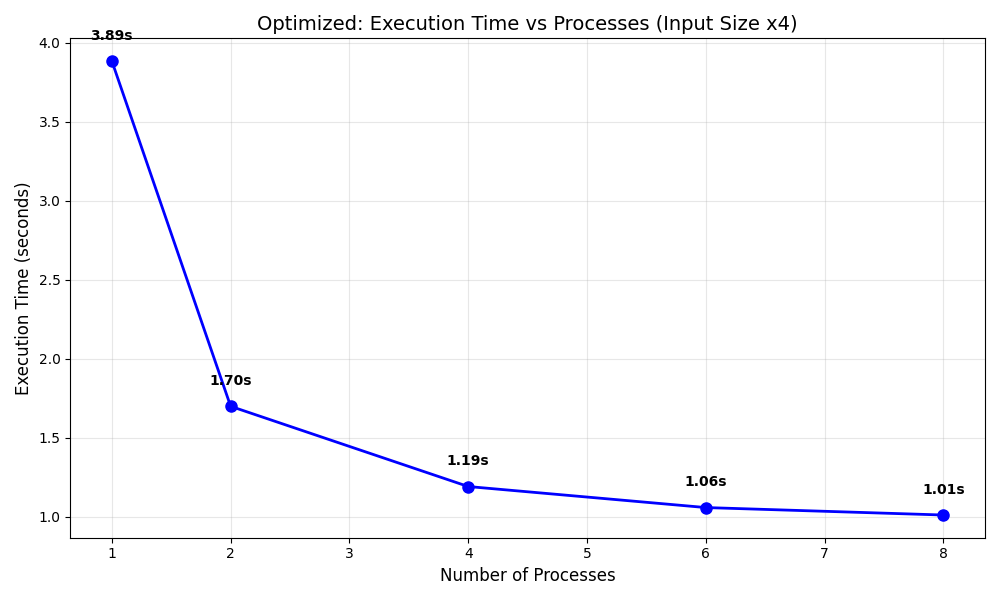 Optimized: Execution Time vs Processes (Input Size x4)
3.89s
1.70s
1.19s
1.06s
1.01s
4.0
3.5
3.0
2.5
2.0
1.5
1.0
Execution Time (seconds)
1 2 3 4 5 6 7 8
Number of Processes